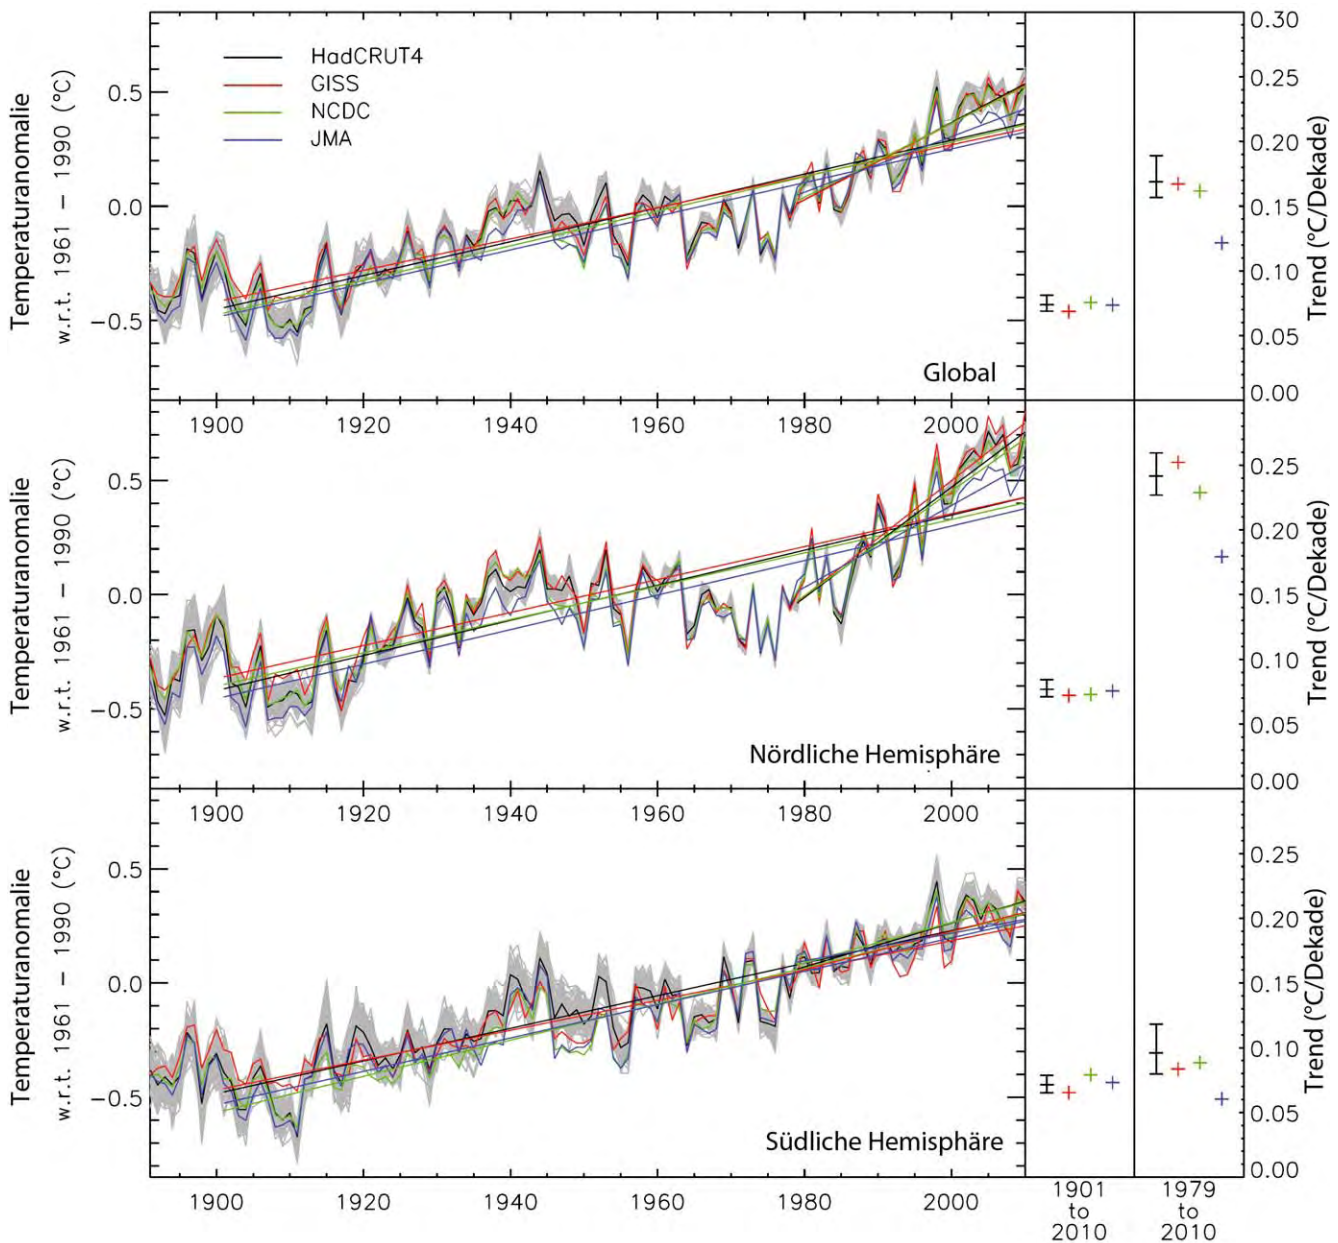 HadCRUT4
GISS
NCDC
JMA
Temperaturanomalie
w.r.t. 1961 – 1990 (°C)
0.5
0.0
−0.5
Global
0.30
0.25
0.20
0.15
0.10
0.05
0.00
Trend (°C/Dekade)
1900 1920 1940 1960 1980 2000
Temperaturanomalie
w.r.t. 1961 – 1990 (°C)
0.5
0.0
−0.5
Nördliche Hemisphäre
0.25
0.20
0.15
0.10
0.05
0.00
Trend (°C/Dekade)
1900 1920 1940 1960 1980 2000
Temperaturanomalie
w.r.t. 1961 – 1990 (°C)
0.5
0.0
−0.5
Südliche Hemisphäre
0.25
0.20
0.15
0.10
0.05
0.00
Trend (°C/Dekade)
1900 1920 1940 1960 1980 2000
1901
to
2010
1979
to
2010